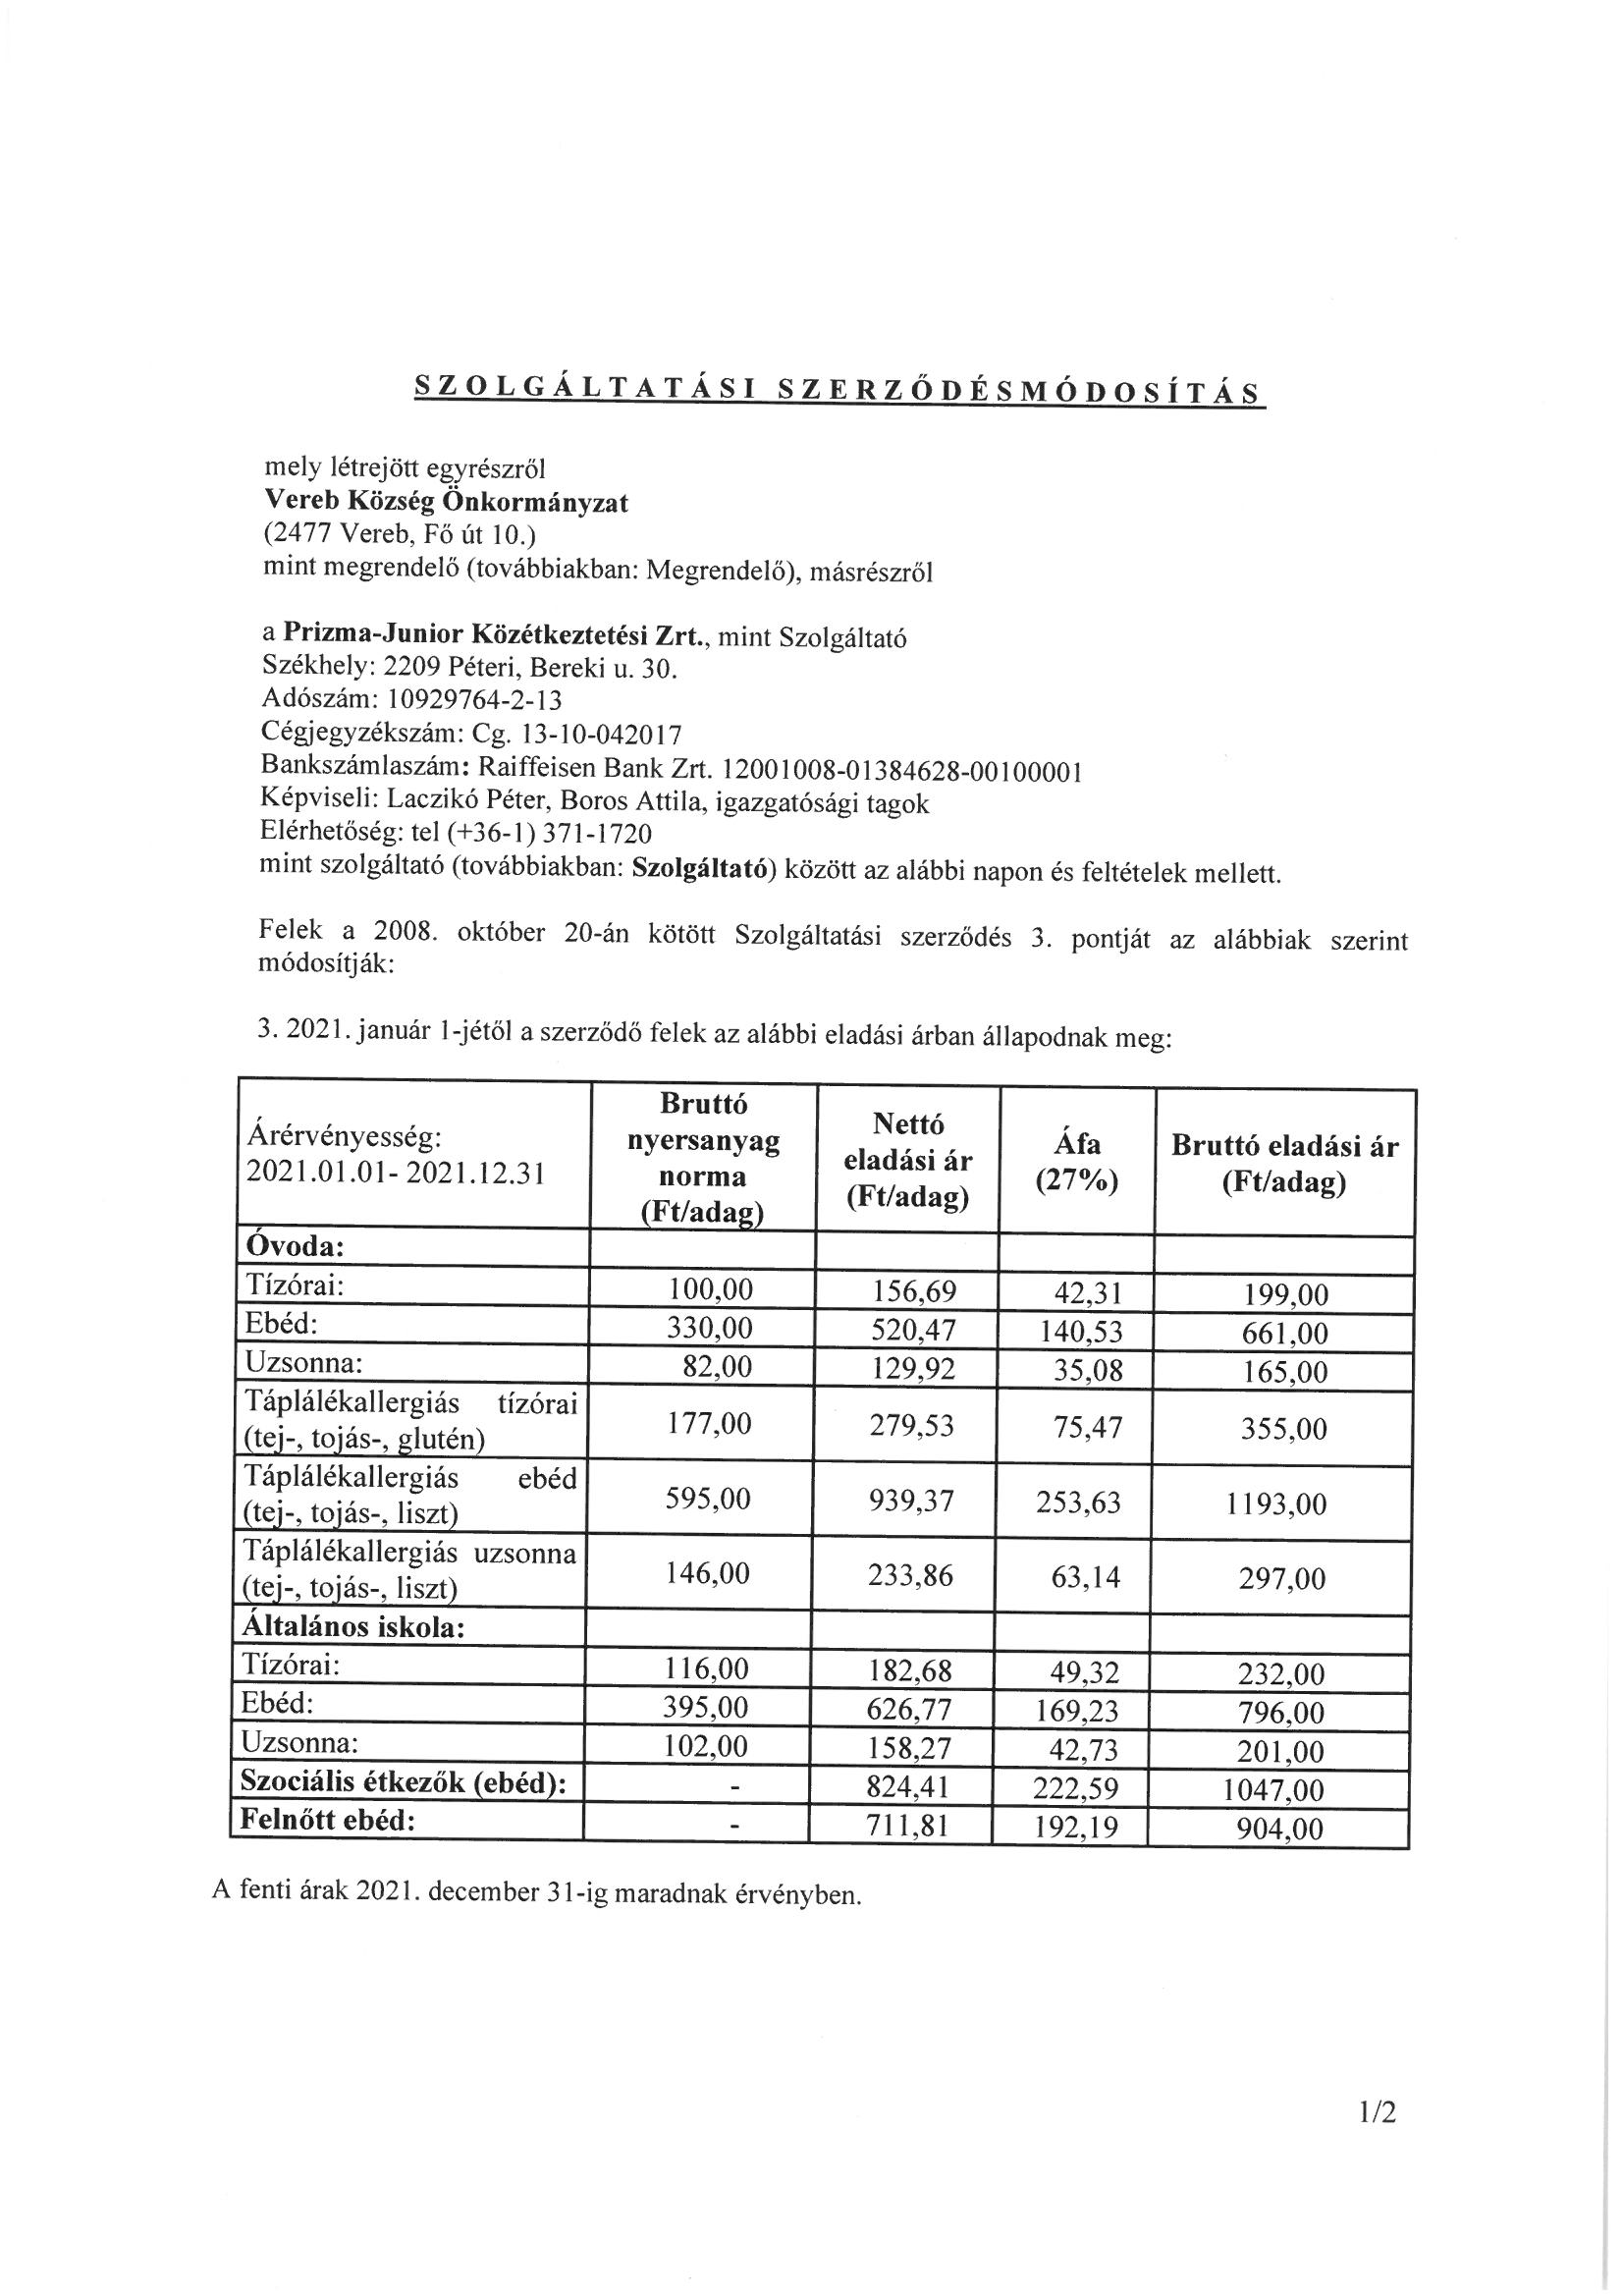 SZOLGÁLTATÁSI SZERZŐDÉSMÓDOSÍTÁS
mely létrejött egyrészről
Vereb Község Önkormányzat
(2477 Vereb, Fő út 10.)
mint megrendelő (továbbiakban: Megrendelő), másrészről
a Prizma-Junior Közétkeztetési Zrt., mint Szolgáltató
Székhely: 2209 Péteri, Bereki u. 30.
Adószám: 10929764-2-13
Cégjegyzékszám: Cg. 13-10-042017
Bankszámlaszám: Raiffeisen Bank Zrt. 12001008-01384628-00100001
Képviseli: Laczikó Péter, Boros Attila, igazgatósági tagok
Elérhetőség: tel (+36-1) 371-1720
mint szolgáltató (továbbiakban: Szolgáltató) között az alábbi napon és feltételek mellett.
Felek a 2008. október 20-án kötött Szolgáltatási szerződés 3. pontját az alábbiak szerint
módosítják:
3. 2021. január 1-jétől a szerződő felek az alábbi eladási árban állapodnak meg:
Árérvényesség:
2021.01.01- 2021.12.31
Bruttó
nyersanyag
norma
(Ft/adag)
Nettó
eladási ár
(Ft/adag)
Áfa
(27%)
Bruttó eladási ár
(Ft/adag)
Óvoda:
Tízórai: 100,00 156,69 42,31 199,00
Ebéd: 330,00 520,47 140,53 661,00
Uzsonna: 82,00 129,92 35,08 165,00
Táplálékallergiás tízórai
(tej-, tojás-, glutén) 177,00 279,53 75,47 355,00
Táplálékallergiás ebéd
(tej-, tojás-, liszt) 595,00 939,37 253,63 1193,00
Táplálékallergiás uzsonna
(tej-, tojás-, liszt) 146,00 233,86 63,14 297,00
Általános iskola:
Tízórai: 116,00 182,68 49,32 232,00
Ebéd: 395,00 626,77 169,23 796,00
Uzsonna: 102,00 158,27 42,73 201,00
Szociális étkezők (ebéd): - 824,41 222,59 1047,00
Felnőtt ebéd: - 711,81 192,19 904,00
A fenti árak 2021. december 31-ig maradnak érvényben.
1/2